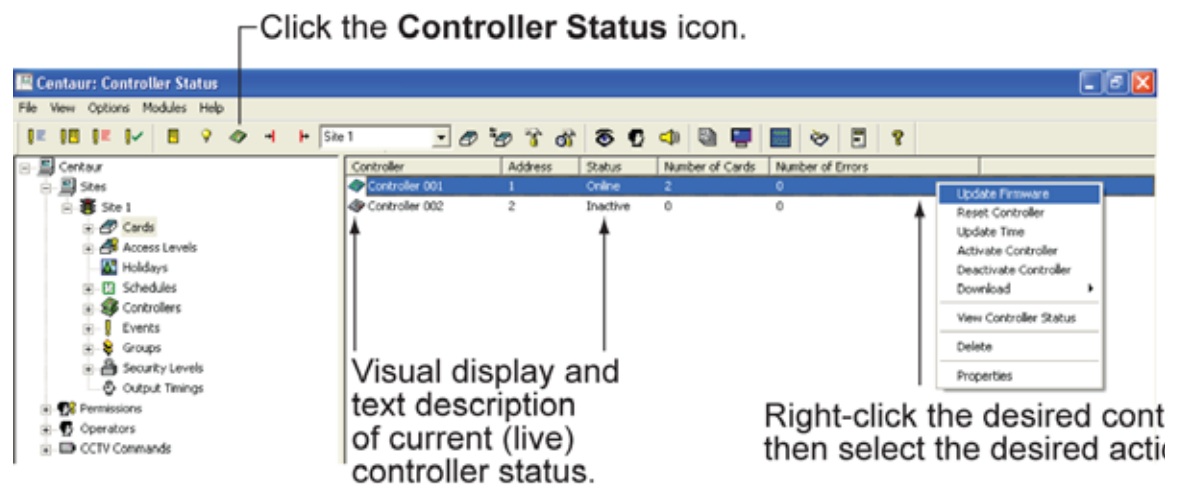 Click the Controller Status icon.
Centaur: Controller Status
File View Options Modules Help
Site 1
Centaur
Sites
Site 1
Cards
Access Levels
Holidays
Schedules
Controllers
Events
Groups
Security Levels
Output Timings
Permissions
Operators
CCTV Commands
Controller Address Status Number of Cards Number of Errors
Controller 001 1 Online 2 0
Controller 002 2 Inactive 0 0
Update Firmware
Reset Controller
Update Time
Activate Controller
Deactivate Controller
Download
View Controller Status
Delete
Properties
Visual display and
text description
of current (live)
controller status.
Right-click the desired cont
then select the desired acti